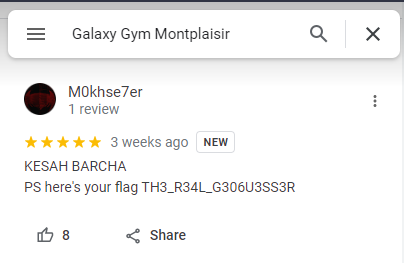 Galaxy Gym Montplaisir
M0khse7er
1 review
3 weeks ago NEW
KESAH BARCHA
PS here's your flag TH3_R34L_G306U3SS3R
8 Share